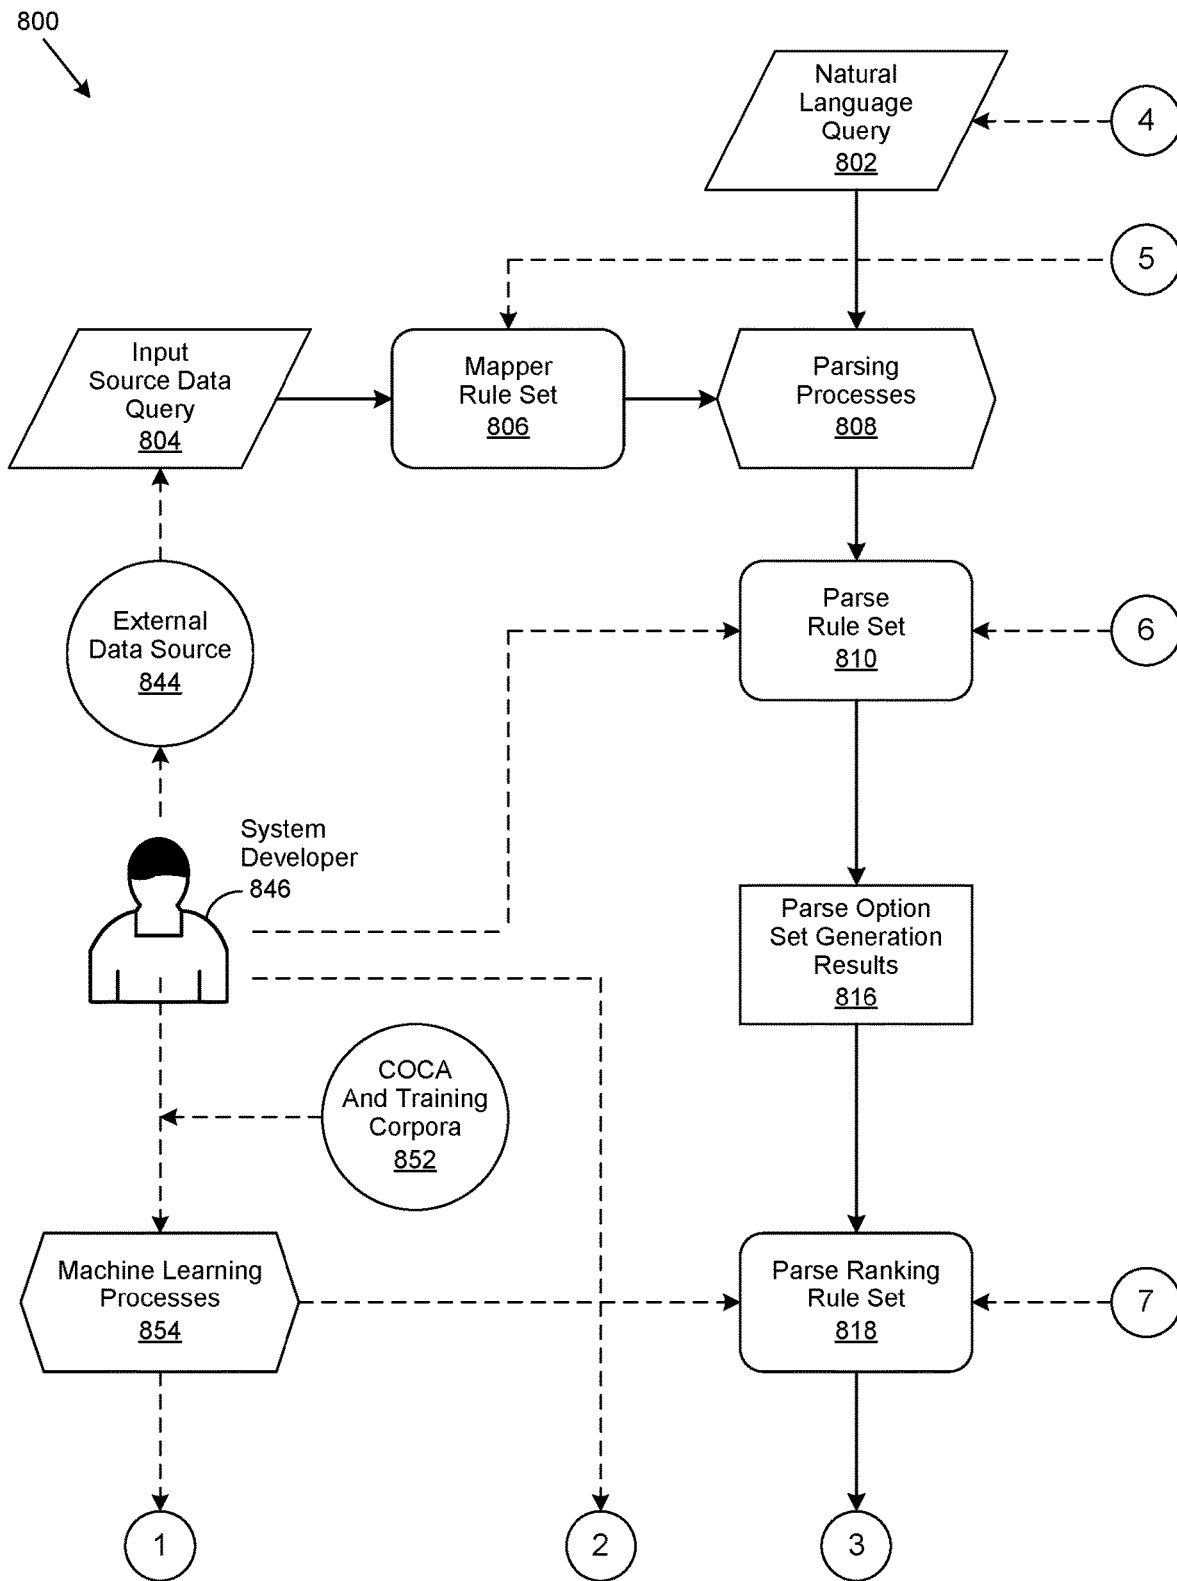 800
Natural
Language
Query
802
4
5
Input
Source Data
Query
804
Mapper
Rule Set
806
Parsing
Processes
808
External
Data Source
844
Parse
Rule Set
810
6
System
Developer
846
Parse Option
Set Generation
Results
816
COCA
And Training
Corpora
852
Machine Learning
Processes
854
Parse Ranking
Rule Set
818
7
1
2
3